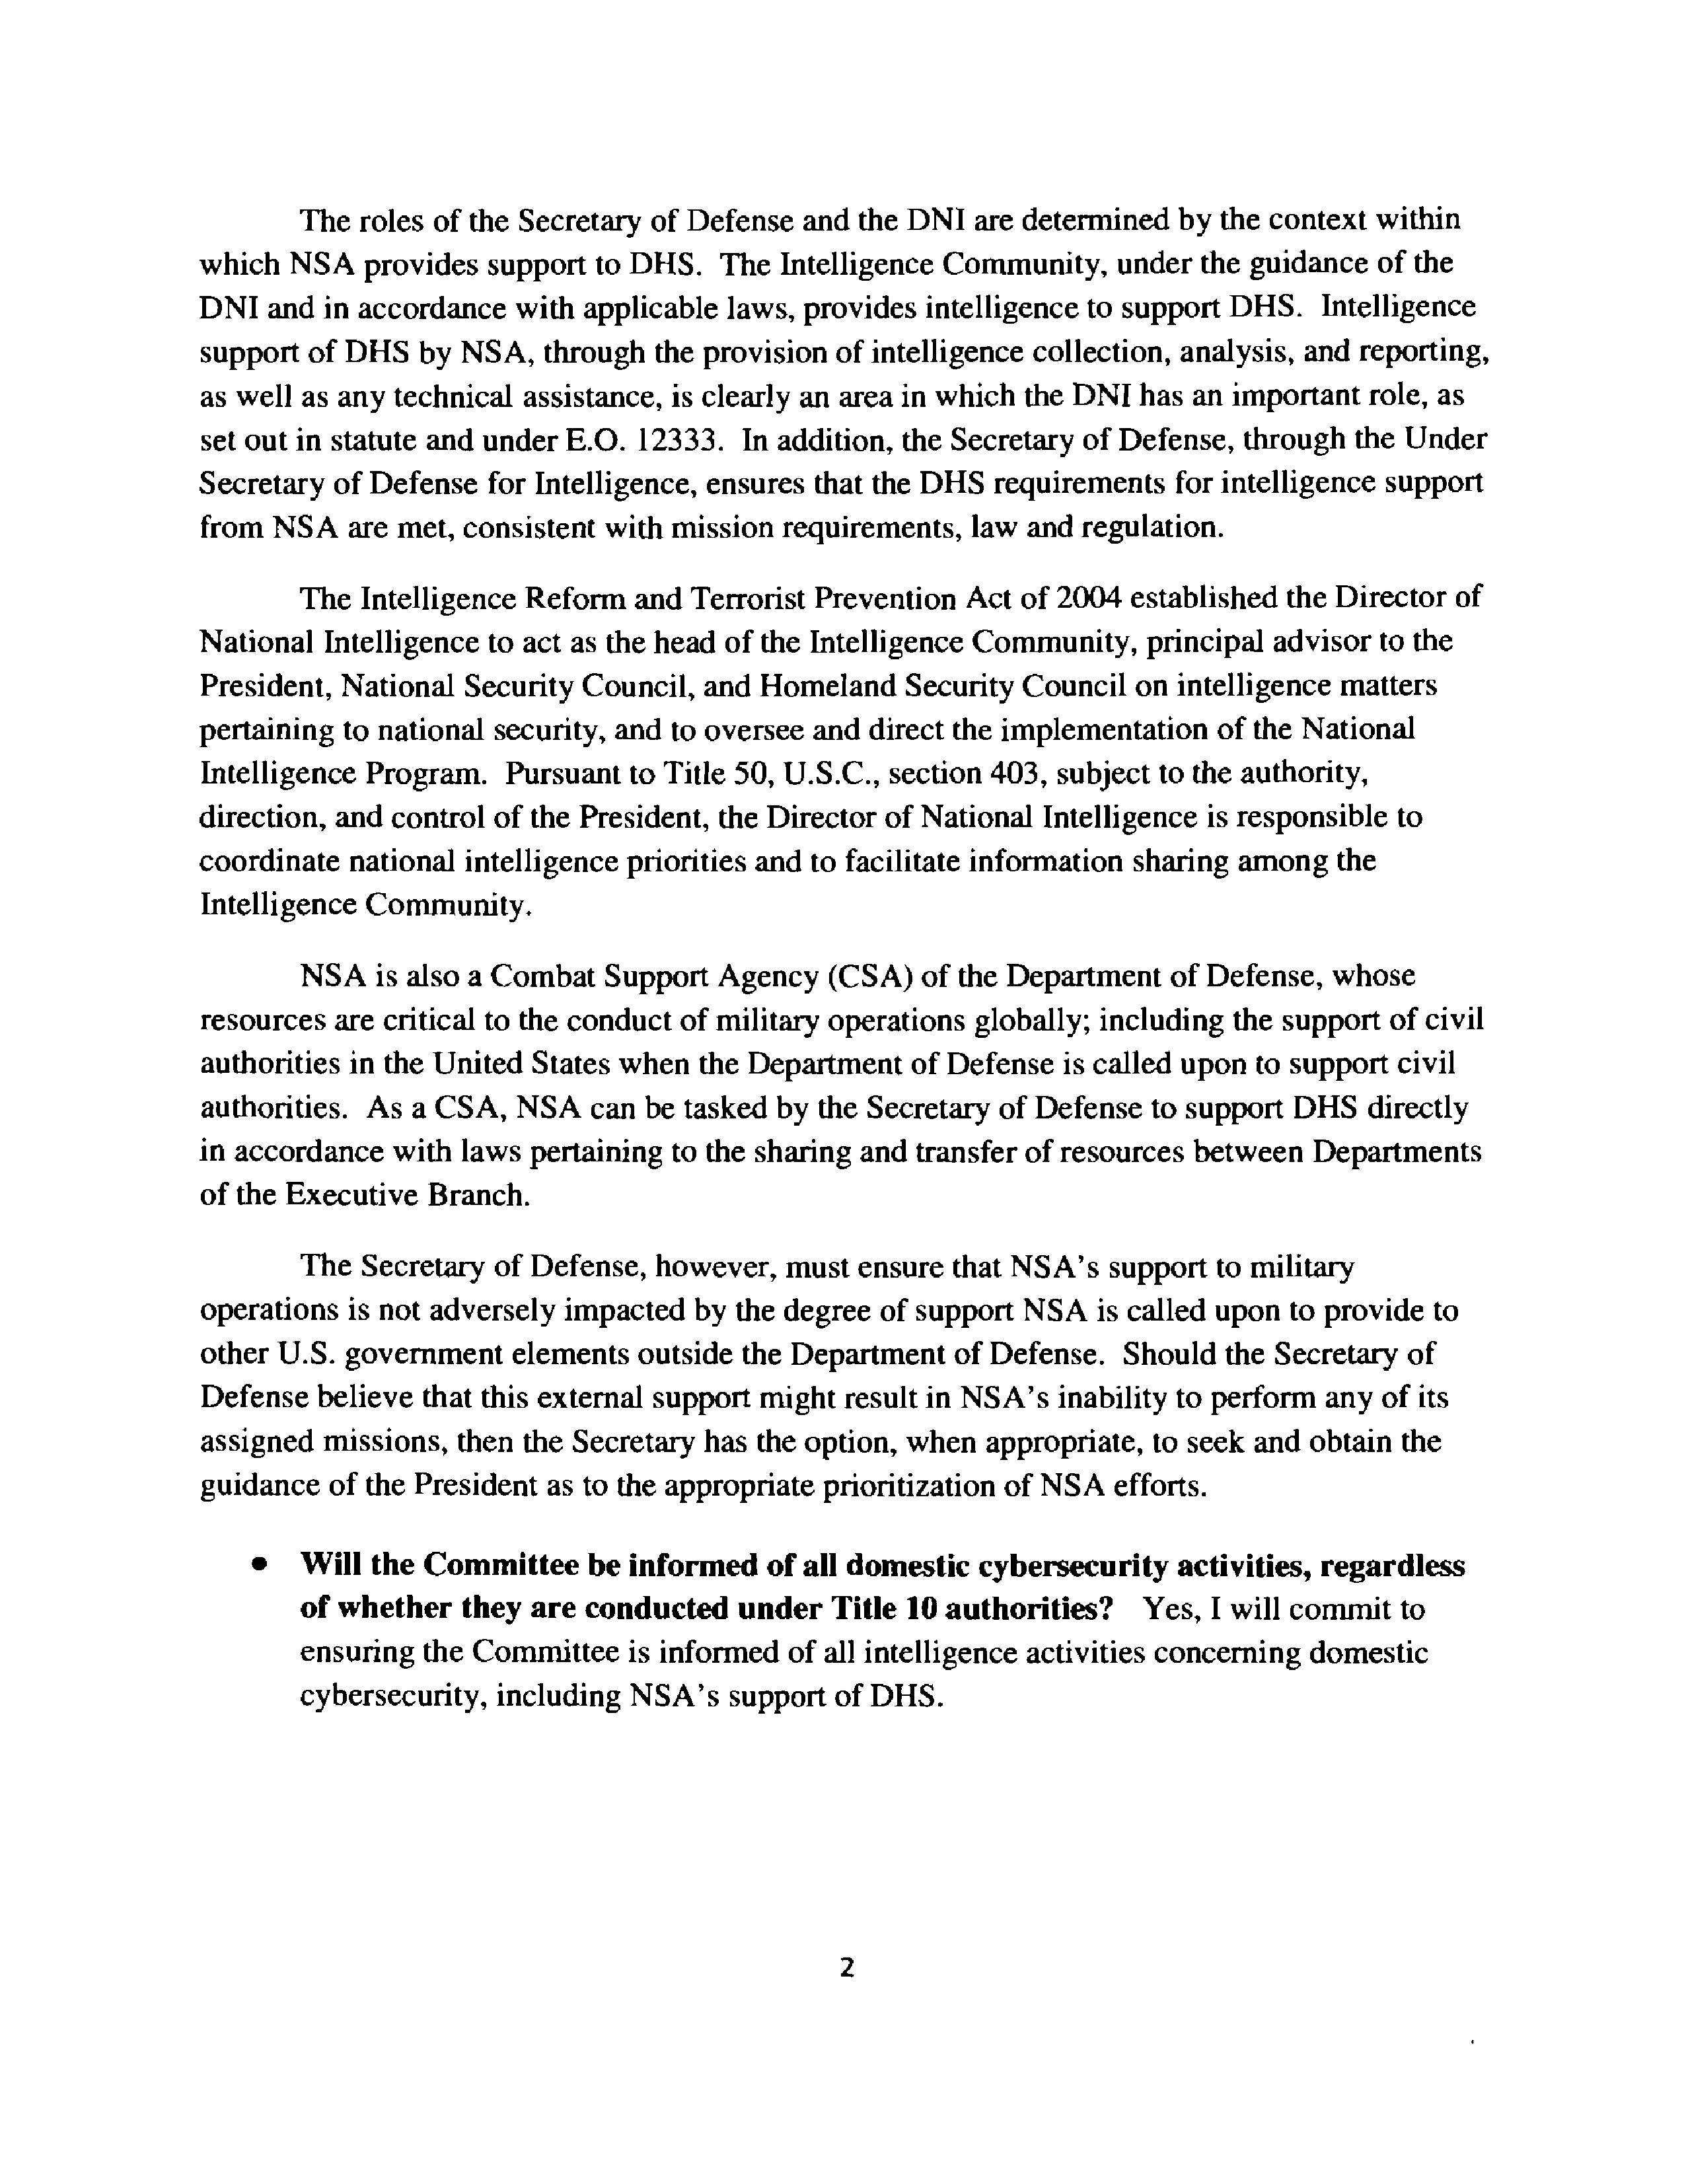 The roles of the Secretary of Defense and the DNI are determined by the context within
which NSA provides support to DHS. The Intelligence Community, under the guidance of the
DNI and in accordance with applicable laws, provides intelligence to support DHS. Intelligence
support of DHS by NSA, through the provision of intelligence collection, analysis, and reporting,
as well as any technical assistance, is clearly an area in which the DNI has an important role, as
set out in statute and under E.O. 12333. In addition, the Secretary of Defense, through the Under
Secretary of Defense for Intelligence, ensures that the DHS requirements for intelligence support
from NSA are met, consistent with mission requirements, law and regulation.
The Intelligence Reform and Terrorist Prevention Act of 2004 established the Director of
National Intelligence to act as the head of the Intelligence Community, principal advisor to the
President, National Security Council, and Homeland Security Council on intelligence matters
pertaining to national security, and to oversee and direct the implementation of the National
Intelligence Program. Pursuant to Title 50, U.S.C., section 403, subject to the authority,
direction, and control of the President, the Director of National Intelligence is responsible to
coordinate national intelligence priorities and to facilitate information sharing among the
Intelligence Community.
NSA is also a Combat Support Agency (CSA) of the Department of Defense, whose
resources are critical to the conduct of military operations globally; including the support of civil
authorities in the United States when the Department of Defense is called upon to support civil
authorities. As a CSA, NSA can be tasked by the Secretary of Defense to support DHS directly
in accordance with laws pertaining to the sharing and transfer of resources between Departments
of the Executive Branch.
The Secretary of Defense, however, must ensure that NSA's support to military
operations is not adversely impacted by the degree of support NSA is called upon to provide to
other U.S. government elements outside the Department of Defense. Should the Secretary of
Defense believe that this external support might result in NSA's inability to perform any of its
assigned missions, then the Secretary has the option, when appropriate, to seek and obtain the
guidance of the President as to the appropriate prioritization of NSA efforts.
• Will the Committee be informed of all domestic cybersecurity activities, regardless
of whether they are conducted under Title 10 authorities? Yes, I will commit to
ensuring the Committee is informed of all intelligence activities concerning domestic
cybersecurity, including NSA's support of DHS.
2